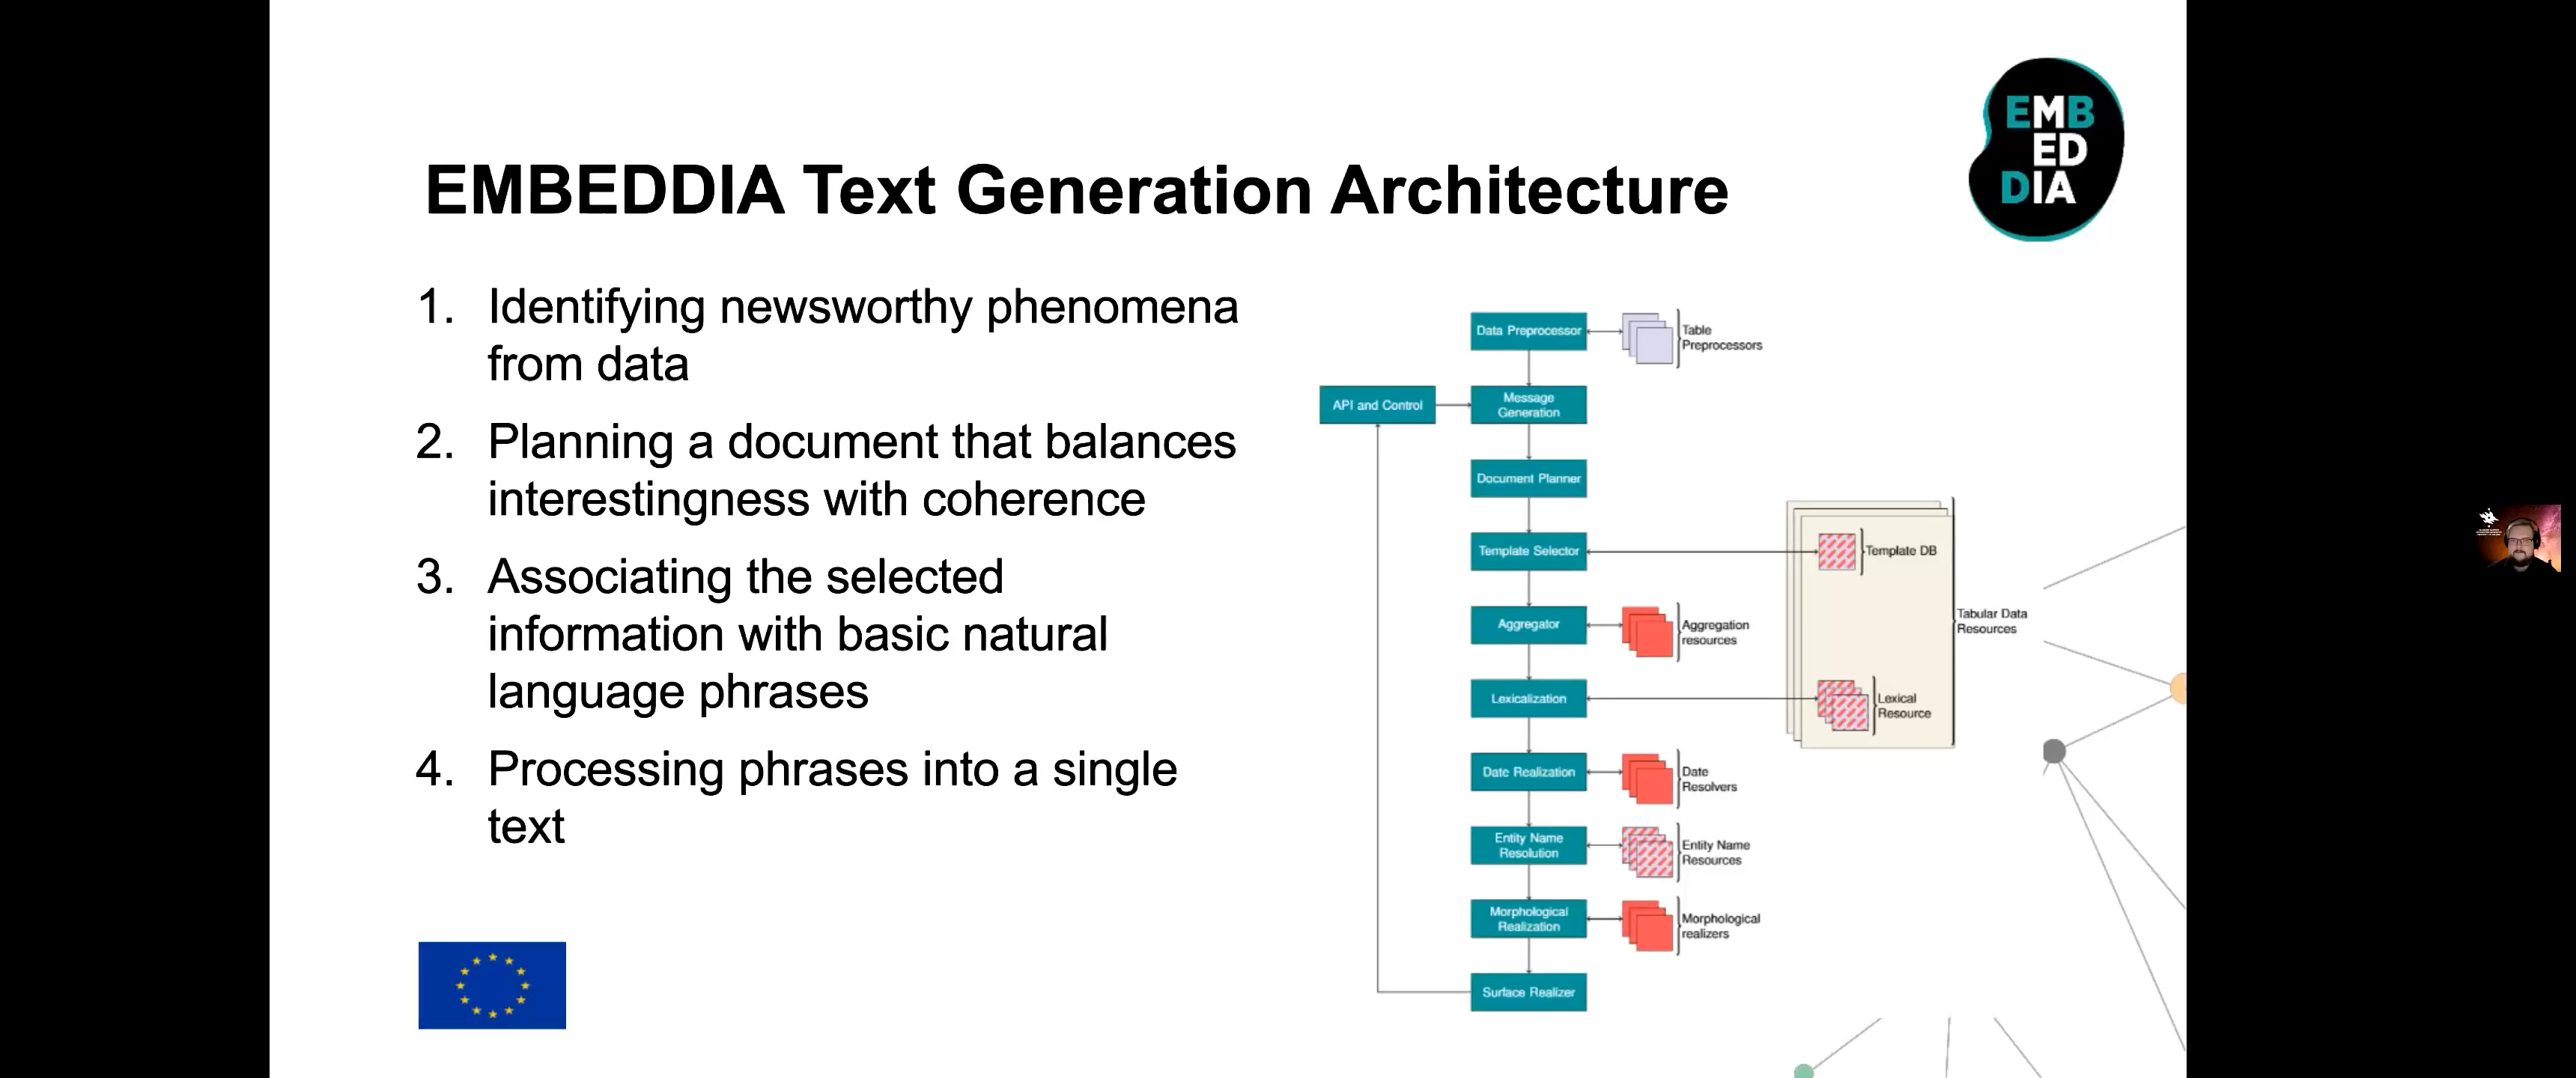 EMB
ED
DIA
EMBEDDIA Text Generation Architecture
1. Identifying newsworthy phenomena
from data
2. Planning a document that balances
interestingness with coherence
3. Associating the selected
information with basic natural
language phrases
4. Processing phrases into a single
text
Data Preprocessor
Table
Preprocessors
API and Control
Message
Generation
Document Planner
Template Selector
Template DB
Tabular Data
Resources
Aggregator
Aggregation
resources
Lexicalization
Lexical
Resource
Date Realization
Date
Resolvers
Entity Name
Resolution
Entity Name
Resources
Morphological
Realization
Morphological
realizers
Surface Realizer